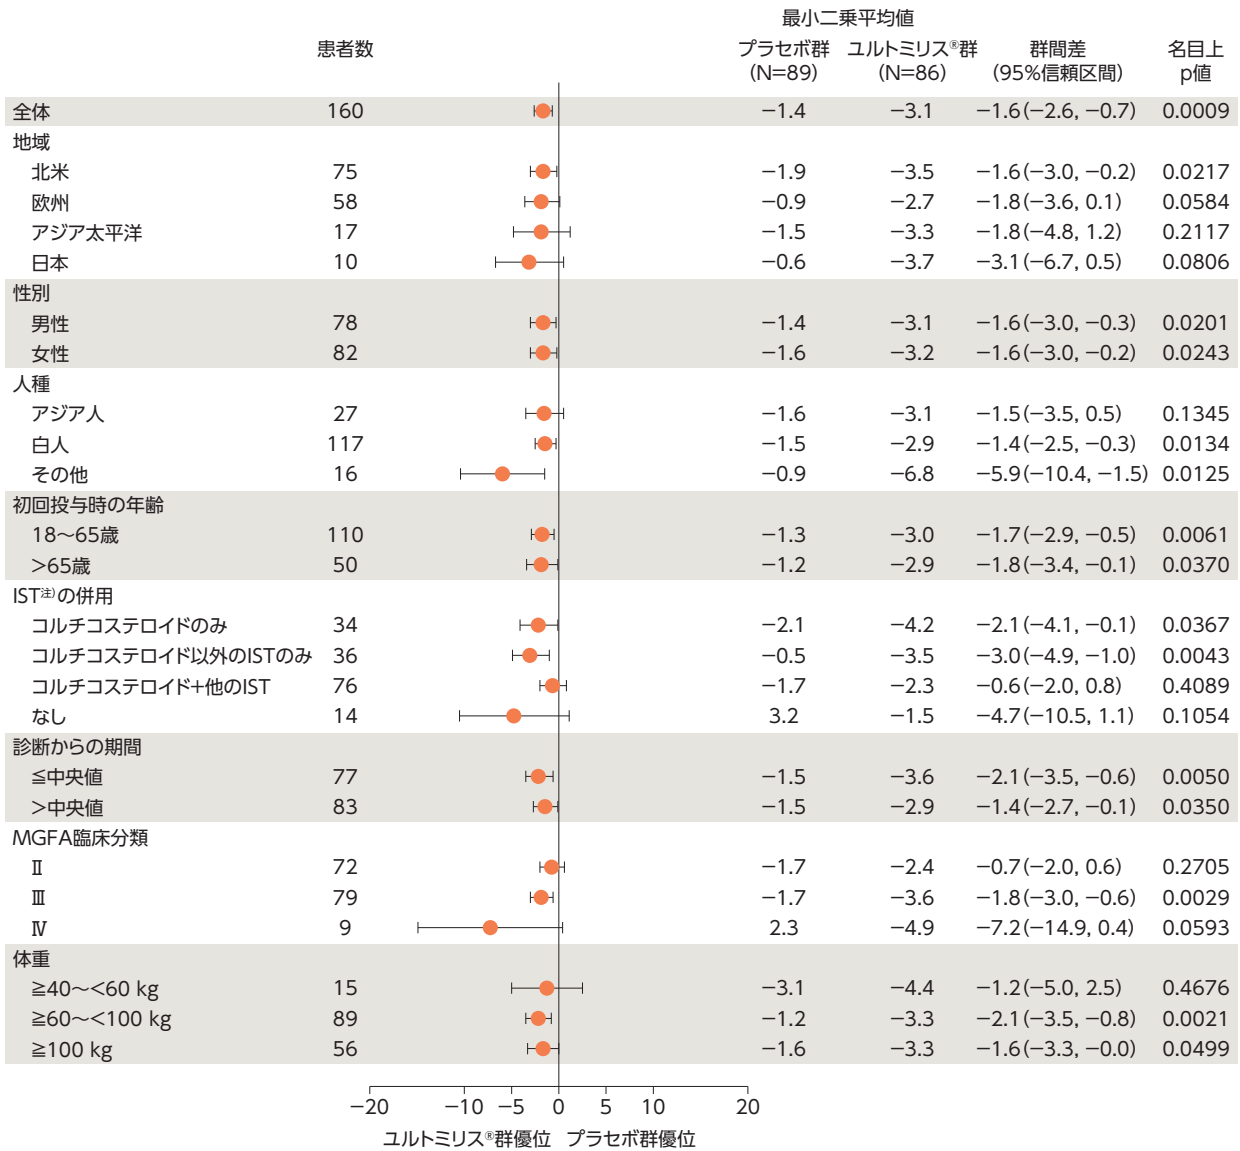 最小二乗平均値
患者数 プラセボ群 ユルトミリス®群 群間差 名目上
(N=89) (N=86) (95%信頼区間) p値
全体 160 −1.4 −3.1 −1.6(−2.6, −0.7) 0.0009
地域
北米 75 −1.9 −3.5 −1.6(−3.0, −0.2) 0.0217
欧州 58 −0.9 −2.7 −1.8(−3.6, 0.1) 0.0584
アジア太平洋 17 −1.5 −3.3 −1.8(−4.8, 1.2) 0.2117
日本 10 −0.6 −3.7 −3.1(−6.7, 0.5) 0.0806
性別
男性 78 −1.4 −3.1 −1.6(−3.0, −0.3) 0.0201
女性 82 −1.6 −3.2 −1.6(−3.0, −0.2) 0.0243
人種
アジア人 27 −1.6 −3.1 −1.5(−3.5, 0.5) 0.1345
白人 117 −1.5 −2.9 −1.4(−2.5, −0.3) 0.0134
その他 16 −0.9 −6.8 −5.9(−10.4, −1.5) 0.0125
初回投与時の年齢
18〜65歳 110 −1.3 −3.0 −1.7(−2.9, −0.5) 0.0061
>65歳 50 −1.2 −2.9 −1.8(−3.4, −0.1) 0.0370
IST注)の併用
コルチコステロイドのみ 34 −2.1 −4.2 −2.1(−4.1, −0.1) 0.0367
コルチコステロイド以外のISTのみ 36 −0.5 −3.5 −3.0(−4.9, −1.0) 0.0043
コルチコステロイド+他のIST 76 −1.7 −2.3 −0.6(−2.0, 0.8) 0.4089
なし 14 3.2 −1.5 −4.7(−10.5, 1.1) 0.1054
診断からの期間
≦中央値 77 −1.5 −3.6 −2.1(−3.5, −0.6) 0.0050
>中央値 83 −1.5 −2.9 −1.4(−2.7, −0.1) 0.0350
MGFA臨床分類
Ⅱ 72 −1.7 −2.4 −0.7(−2.0, 0.6) 0.2705
Ⅲ 79 −1.7 −3.6 −1.8(−3.0, −0.6) 0.0029
Ⅳ 9 2.3 −4.9 −7.2(−14.9, 0.4) 0.0593
体重
≧40〜<60 kg 15 −3.1 −4.4 −1.2(−5.0, 2.5) 0.4676
≧60〜<100 kg 89 −1.2 −3.3 −2.1(−3.5, −0.8) 0.0021
≧100 kg 56 −1.6 −3.3 −1.6(−3.3, −0.0) 0.0499
−20 −10 −5 0 5 10 20
ユルトミリス®群優位 プラセボ群優位